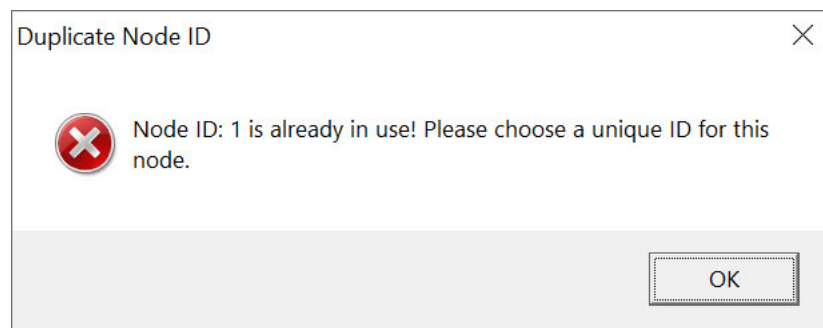 Duplicate Node ID
Node ID: 1 is already in use! Please choose a unique ID for this
node.
OK